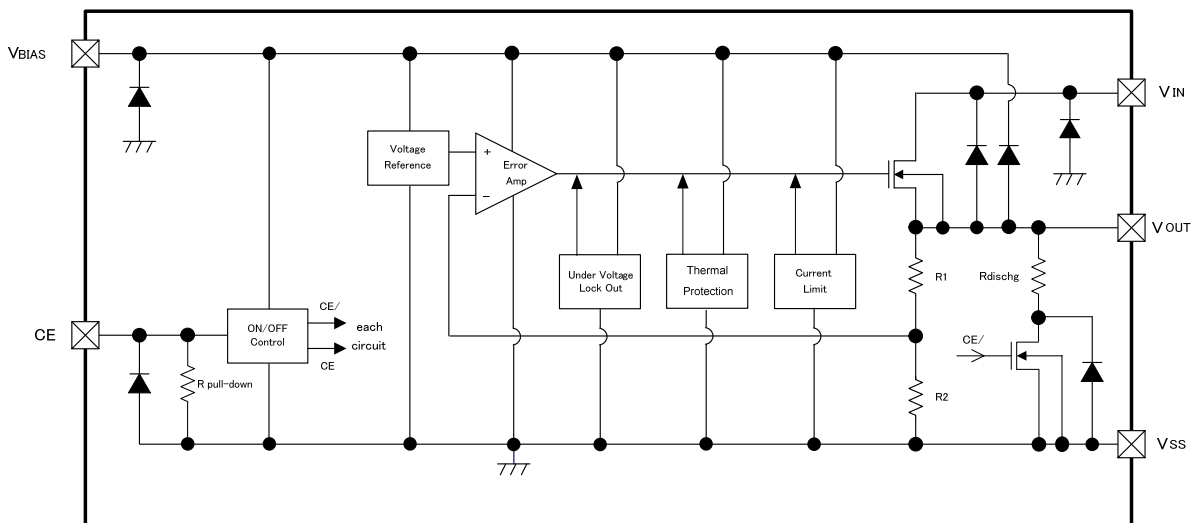 VBIAS
VIN
Voltage
Reference
+
Error
Amp
−
VOUT
Under Voltage
Lock Out
Thermal
Protection
Current
Limit
R1
Rdischg
CE
ON/OFF
Control
CE/
each
circuit
CE
R pull-down
CE/
R2
VSS